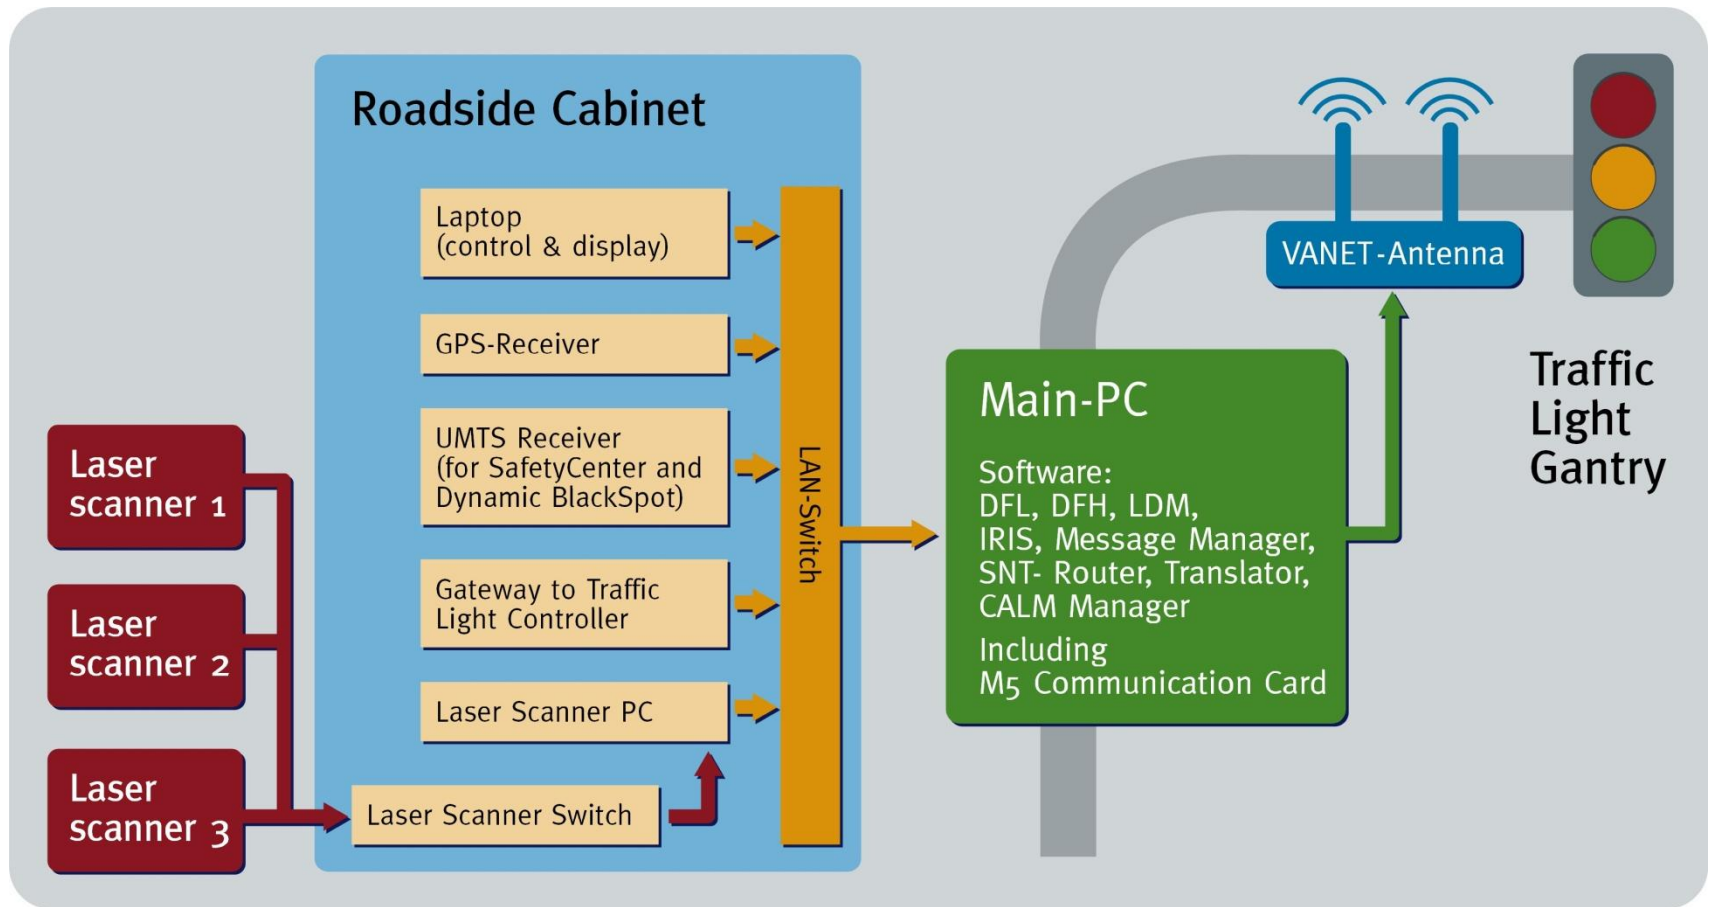 Roadside Cabinet
Laptop
(control & display)
GPS-Receiver
UMTS Receiver
(for SafetyCenter and
Dynamic BlackSpot)
Gateway to Traffic
Light Controller
Laser Scanner PC
Laser Scanner Switch
LAN-Switch
Laser
scanner 1
Laser
scanner 2
Laser
scanner 3
Main-PC
Software:
DFL, DFH, LDM,
IRIS, Message Manager,
SNT- Router, Translator,
CALM Manager
Including
M5 Communication Card
VANET-Antenna
Traffic
Light
Gantry